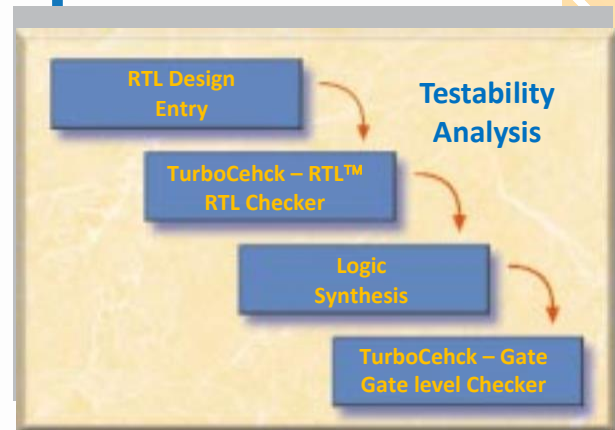 RTL Design
Entry
Testability
Analysis
TurboCehck – RTL™
RTL Checker
Logic
Synthesis
TurboCehck – Gate
Gate level Checker